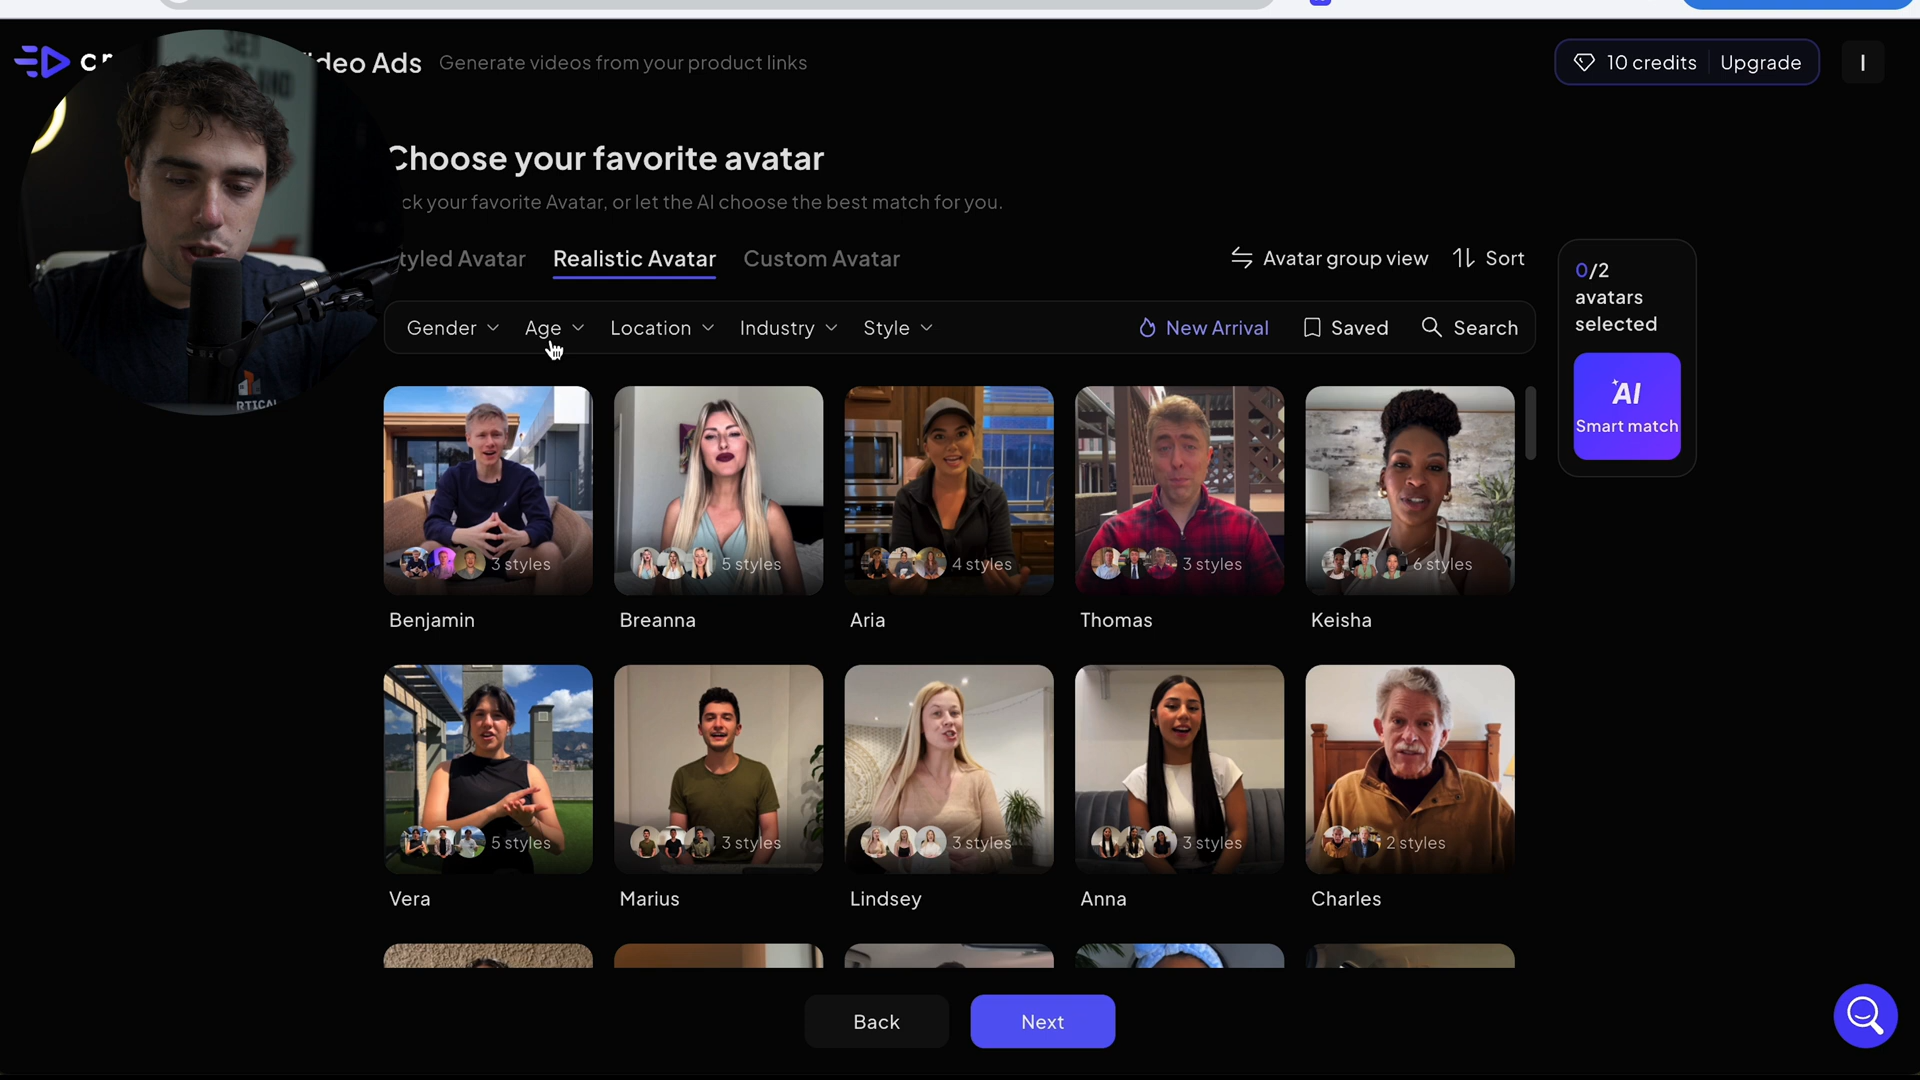 cr
ideo Ads
Generate videos from your product links
10 credits
Upgrade
I
Choose your favorite avatar
ck your favorite Avatar, or let the AI choose the best match for you.
tyled Avatar
Realistic Avatar
Custom Avatar
Avatar group view
Sort
0/2
avatars
selected
AI
Smart match
Gender
Age
Location
Industry
Style
New Arrival
Saved
Search
RTICAL
3 styles
5 styles
4 styles
3 styles
6 styles
Benjamin
Breanna
Aria
Thomas
Keisha
5 styles
3 styles
3 styles
3 styles
2 styles
Vera
Marius
Lindsey
Anna
Charles
Back
Next